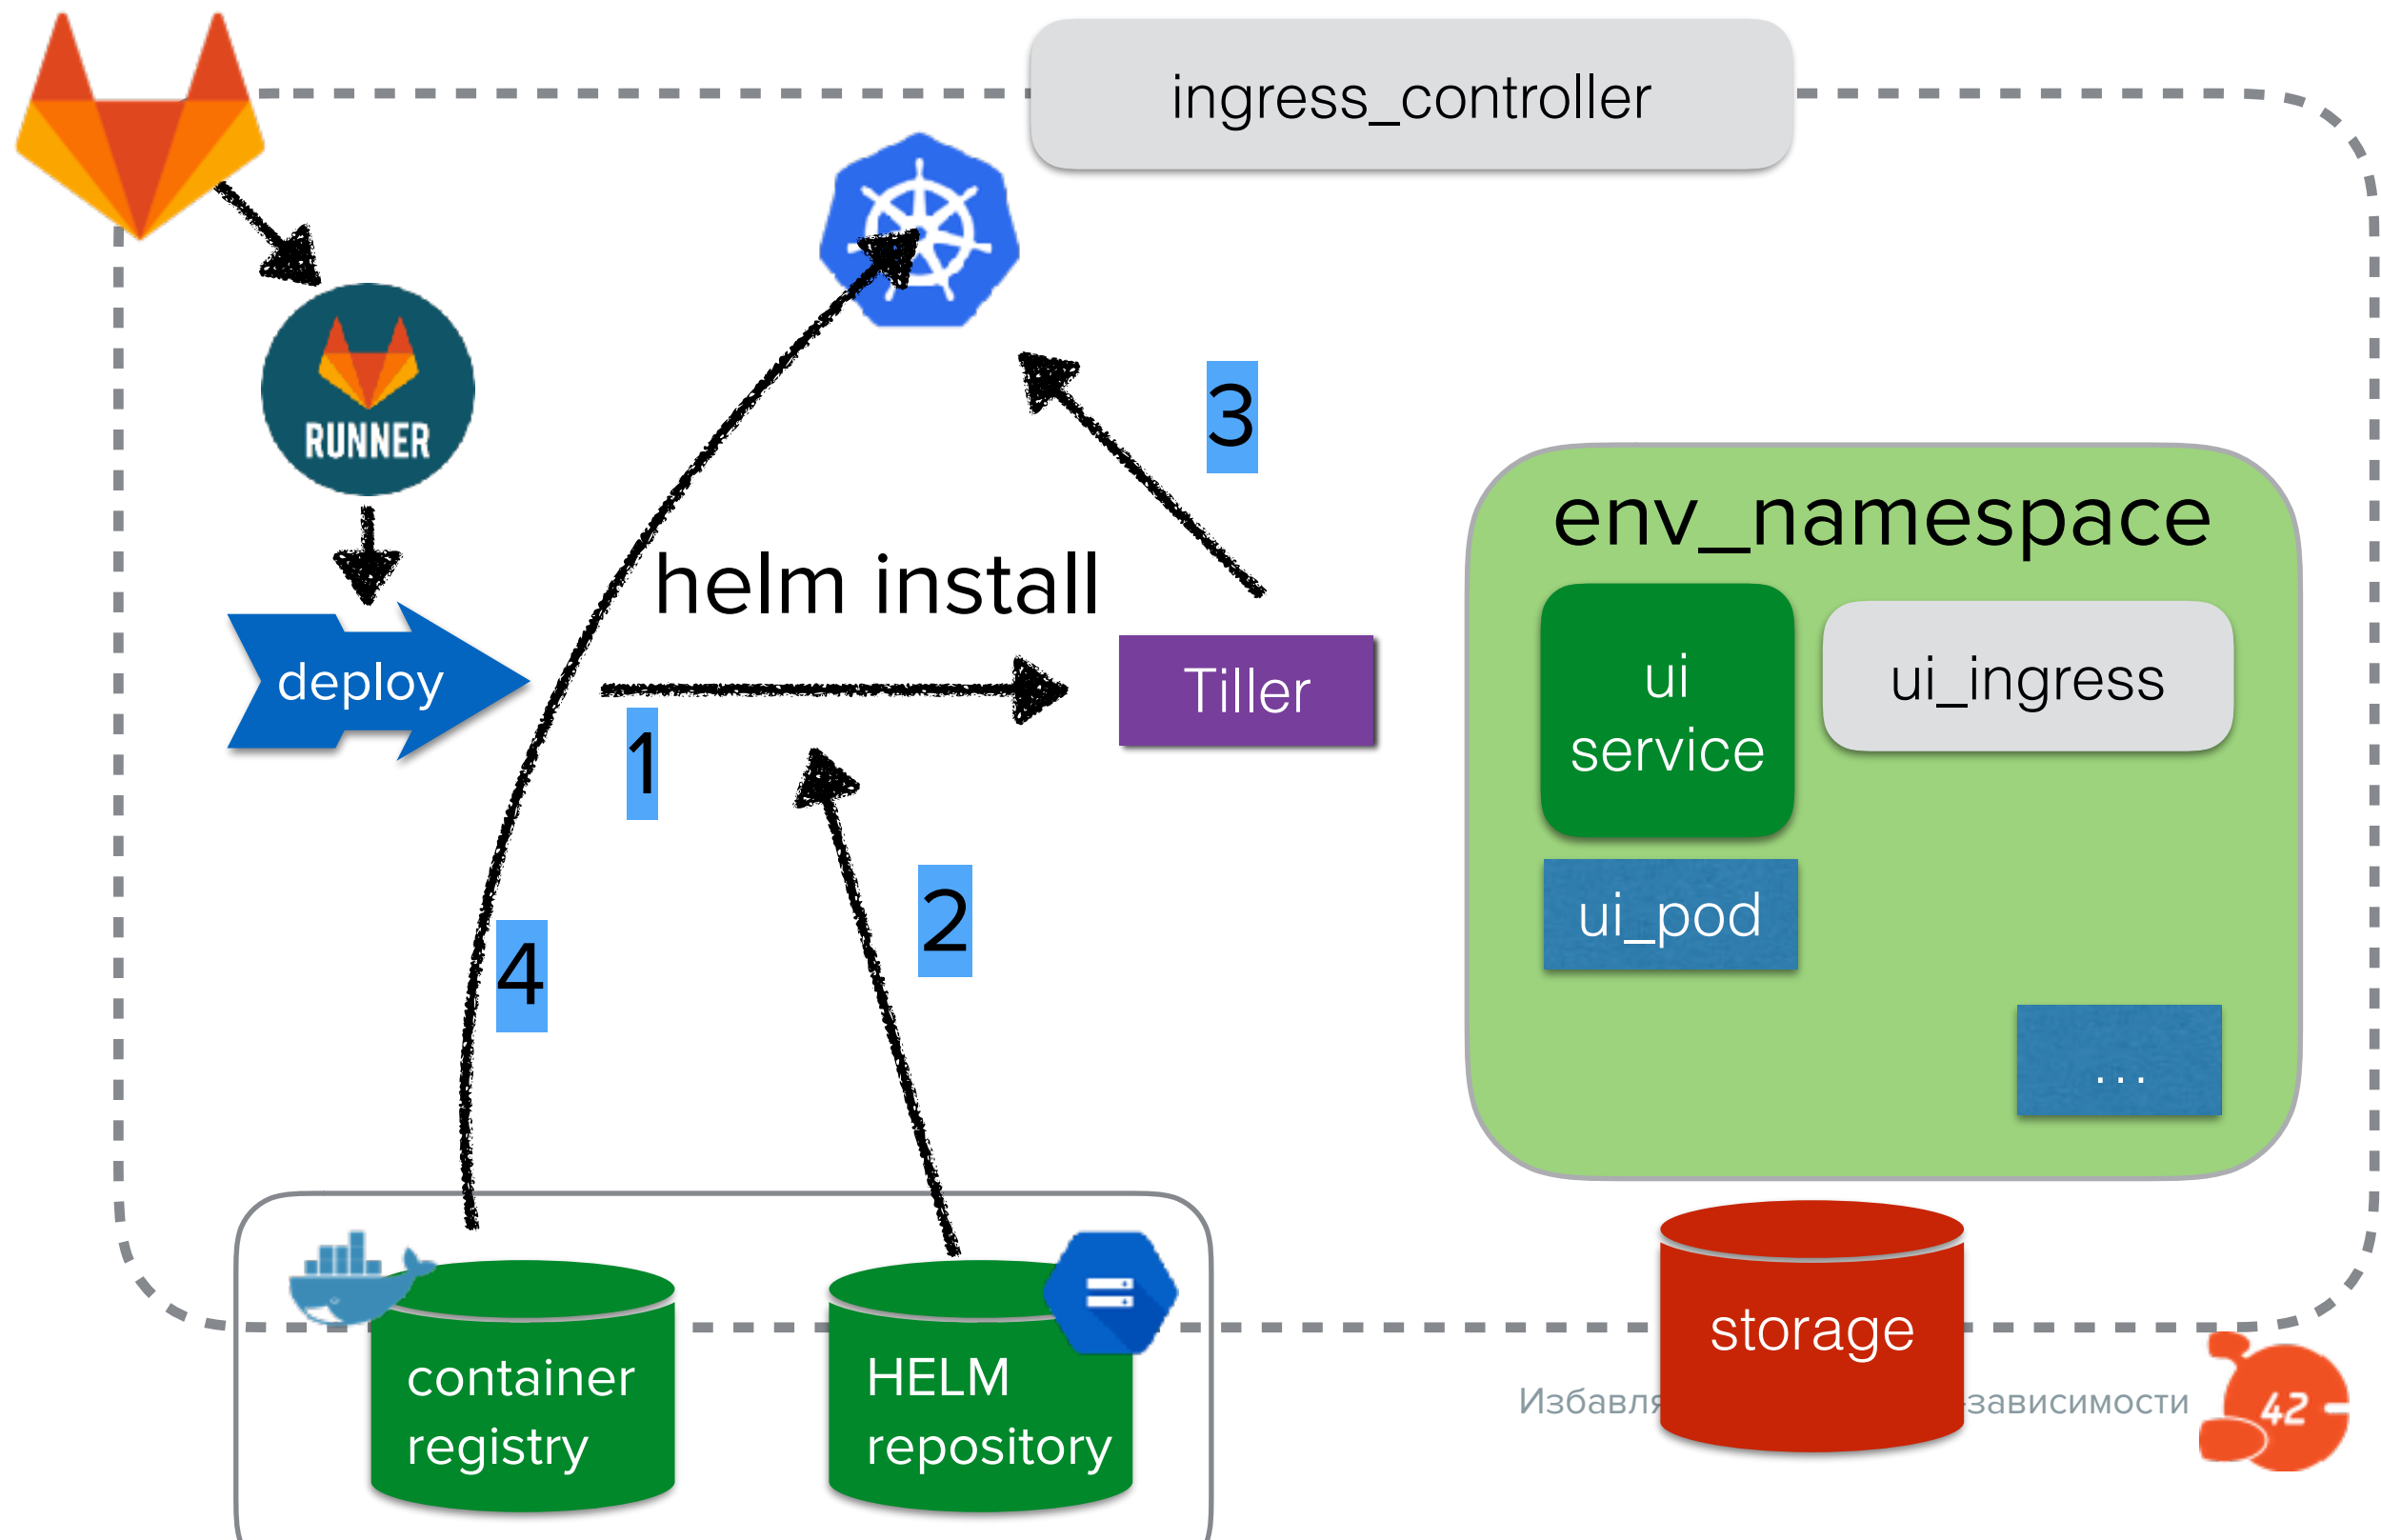 ingress_controller
RUNNER
3
env_namespace
helm install
deploy
Tiller
ui
service
ui_ingress
1
ui_pod
2
4
...
container
registry
HELM
repository
storage
зависимости
42